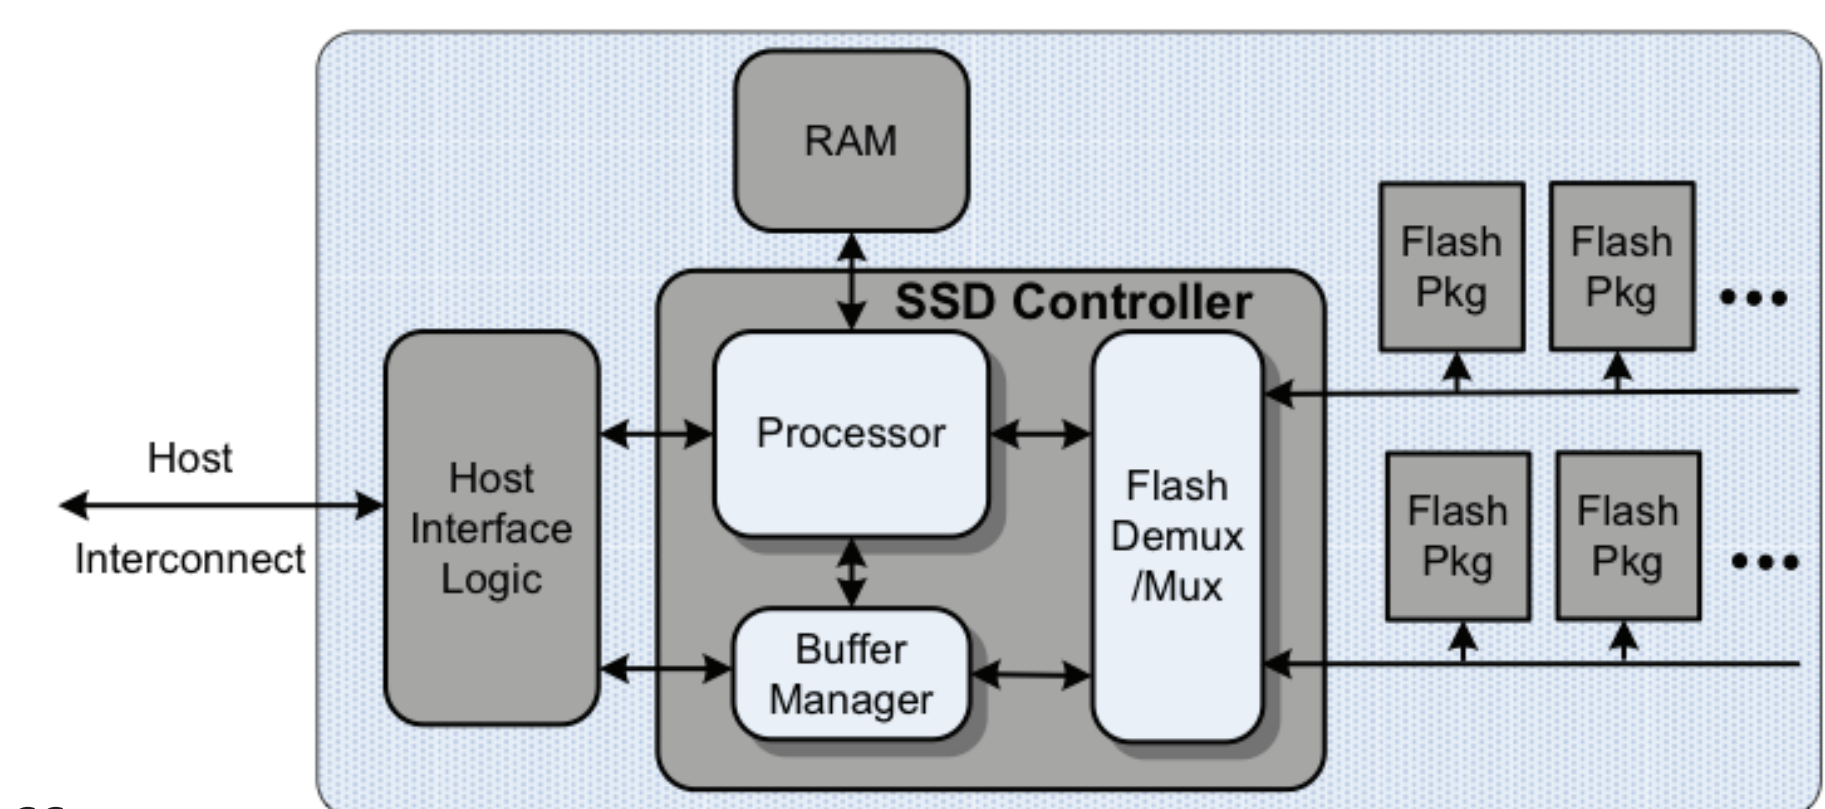 RAM
SSD Controller
Flash
Pkg
Flash
Pkg
Processor
Host
Interconnect
Host
Interface
Logic
Flash
Demux
/Mux
Flash
Pkg
Flash
Pkg
Buffer
Manager